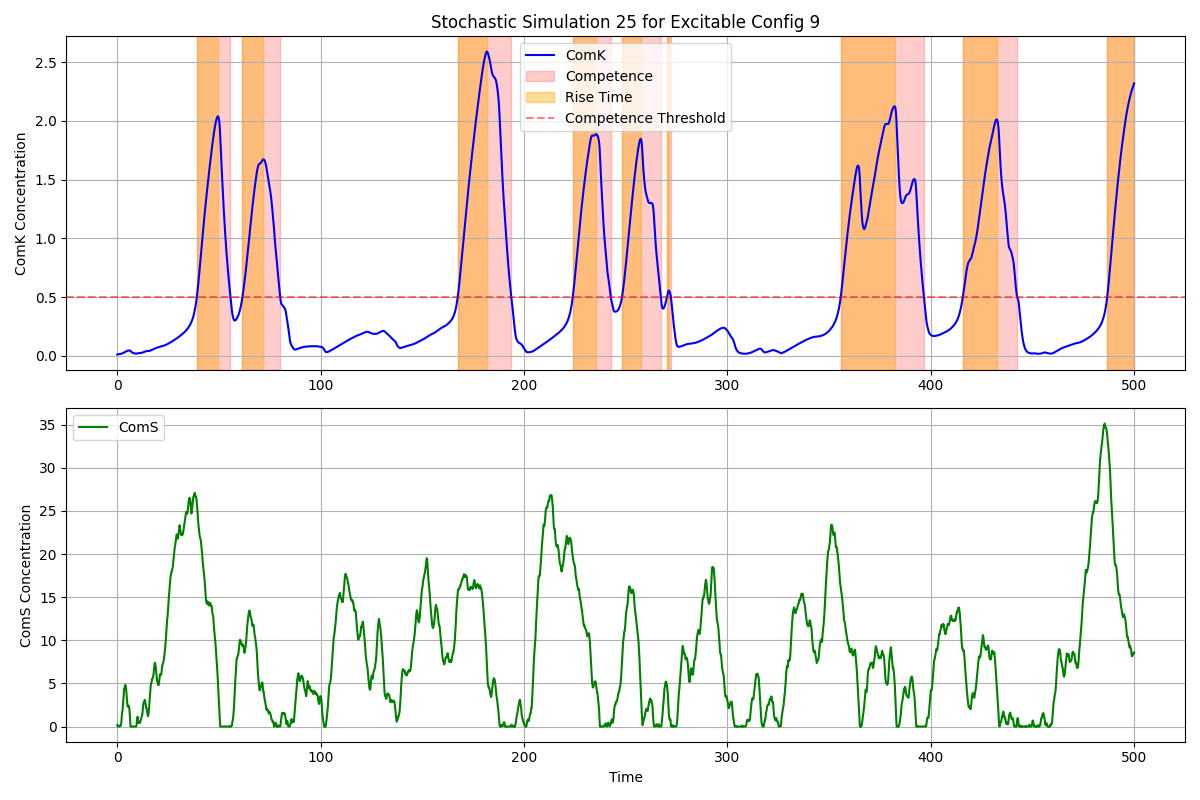 Stochastic Simulation 25 for Excitable Config 9
ComK Concentration
2.5
2.0
1.5
1.0
0.5
0.0
ComK
Competence
Rise Time
Competence Threshold
0 100 200 300 400 500
ComS Concentration
35
30
25
20
15
10
5
0
ComS
0 100 200 300 400 500
Time